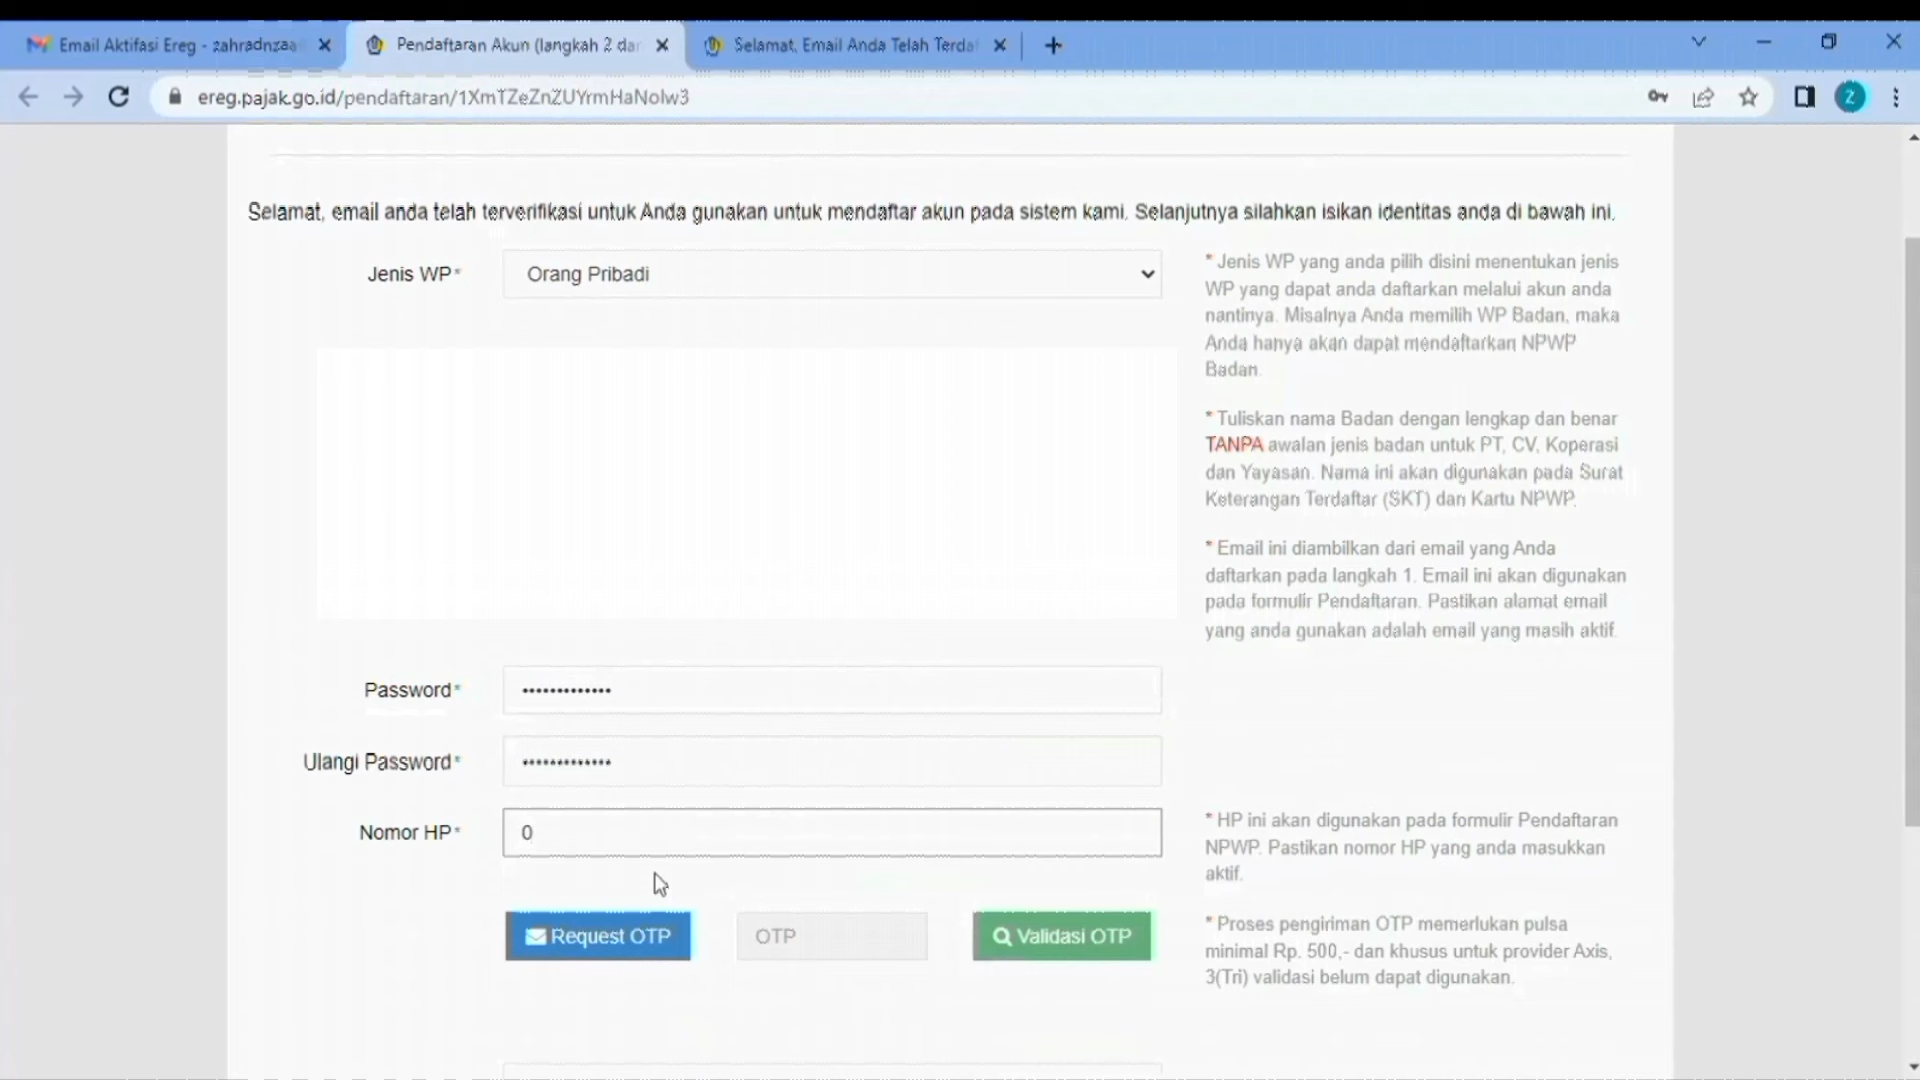 Email Aktifasi Ereg - zahradnzaa
Pendaftaran Akun (langkah 2 dar
Selamat, Email Anda Telah Terda
ereg.pajak.go.id/pendaftaran/1XmTZeZnZUYrmHaNolw3
Z
Selamat, email anda telah terverifikasi untuk Anda gunakan untuk mendaftar akun pada sistem kami. Selanjutnya silahkan isikan identitas anda di bawah ini.
Jenis WP*
Orang Pribadi
* Jenis WP yang anda pilih disini menentukan jenis
WP yang dapat anda daftarkan melalui akun anda
nantinya. Misalnya Anda memilih WP Badan, maka
Anda hanya akan dapat mendaftarkan NPWP
Badan.
* Tuliskan nama Badan dengan lengkap dan benar
TANPA awalan jenis badan untuk PT, CV, Koperasi
dan Yayasan. Nama ini akan digunakan pada Surat
Keterangan Terdaftar (SKT) dan Kartu NPWP.
* Email ini diambilkan dari email yang Anda
daftarkan pada langkah 1. Email ini akan digunakan
pada formulir Pendaftaran. Pastikan alamat email
yang anda gunakan adalah email yang masih aktif.
Password*
•••••••••••••
Ulangi Password*
•••••••••••••
Nomor HP*
0
* HP ini akan digunakan pada formulir Pendaftaran
NPWP. Pastikan nomor HP yang anda masukkan
aktif.
Request OTP
OTP
Validasi OTP
* Proses pengiriman OTP memerlukan pulsa
minimal Rp. 500,- dan khusus untuk provider Axis,
3(Tri) validasi belum dapat digunakan.